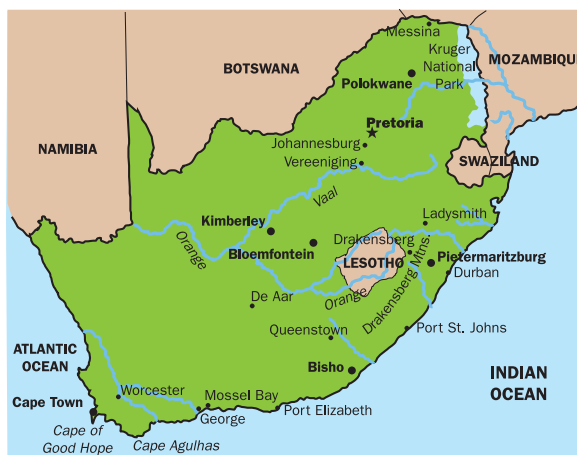 Messina
Kruger
National
Park
MOZAMBIQUE
BOTSWANA
Polokwane
Pretoria
Johannesburg
Vereeniging
NAMIBIA
SWAZILAND
Vaal
Ladysmith
Kimberley
Orange
Bloemfontein
Drakensberg
LESOTHO
Pietermaritzburg
Durban
Drakensberg Mtns.
Orange
De Aar
Queenstown
Port St. Johns
ATLANTIC
OCEAN
Bisho
INDIAN
OCEAN
Worcester
Mossel Bay
Cape Town
George
Port Elizabeth
Cape of
Good Hope
Cape Agulhas